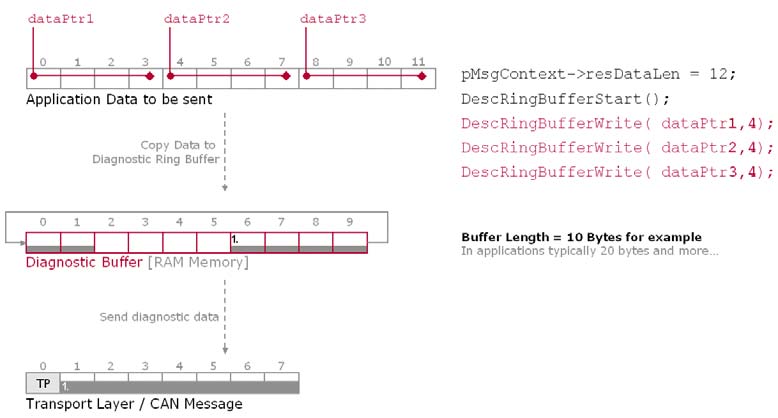 dataPtr1 dataPtr2 dataPtr3
0 1 2 3 4 5 6 7 8 9 10 11
Application Data to be sent
pMsgContext->resDataLen = 12;
DescRingBufferStart();
DescRingBufferWrite( dataPtr1,4);
DescRingBufferWrite( dataPtr2,4);
DescRingBufferWrite( dataPtr3,4);
Copy Data to
Diagnostic Ring Buffer
0 1 2 3 4 5 6 7 8 9
1.
Diagnostic Buffer [RAM Memory]
Buffer Length = 10 Bytes for example
In applications typically 20 bytes and more...
Send diagnostic data
0 1 2 3 4 5 6 7
TP 1.
Transport Layer / CAN Message